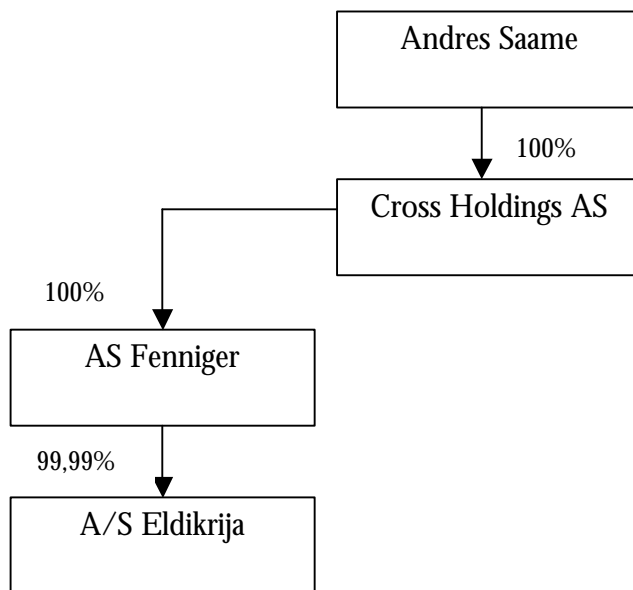 Andres Saame
100%
Cross Holdings AS
100%
AS Fenniger
99,99%
A/S Eldikrija